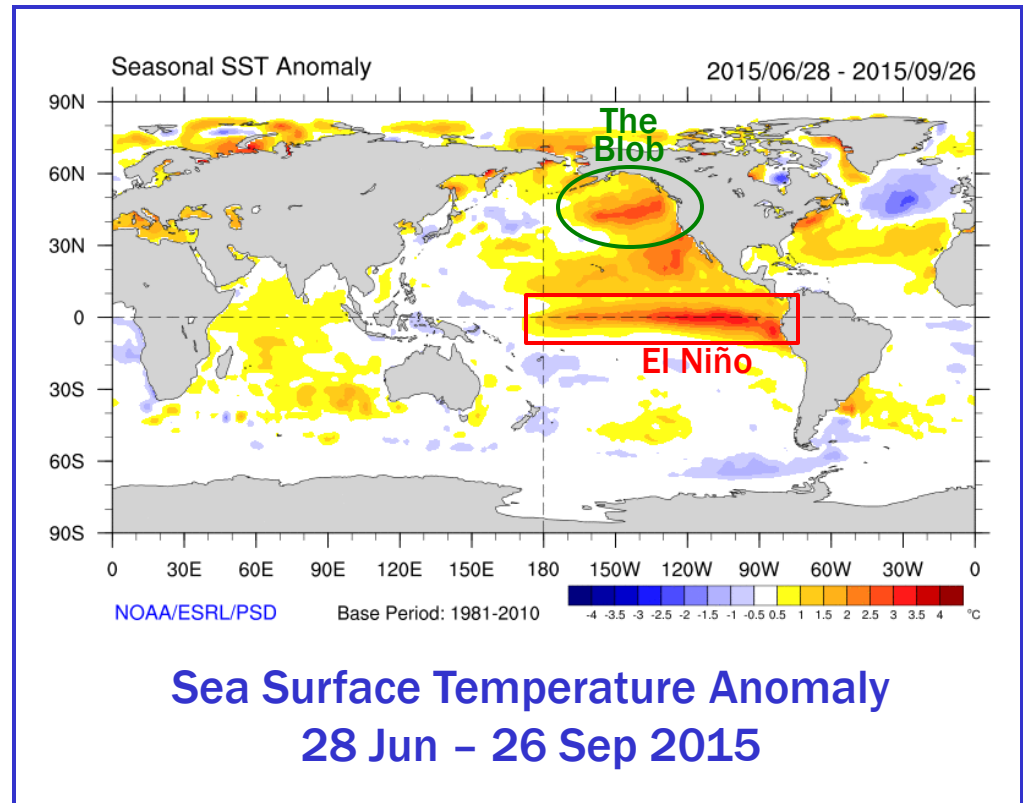 Seasonal SST Anomaly
2015/06/28 - 2015/09/26
90N
The
Blob
60N
30N
0
El Niño
30S
60S
90S
0 30E 60E 90E 120E 150E 180 150W 120W 90W 60W 30W 0
NOAA/ESRL/PSD
Base Period: 1981-2010
-4 -3.5 -3 -2.5 -2 -1.5 -1 -0.5 0.5 1 1.5 2 2.5 3 3.5 4 °C
Sea Surface Temperature Anomaly
28 Jun – 26 Sep 2015